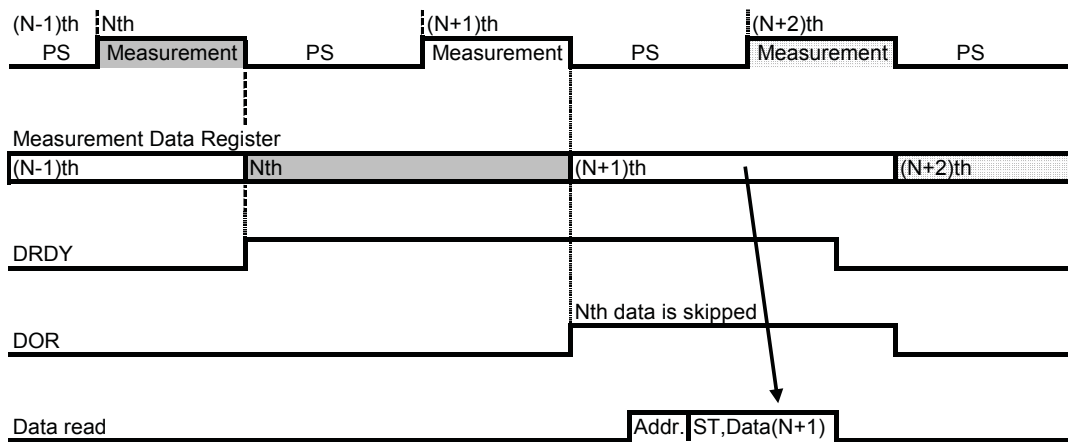 (N-1)th Nth (N+1)th (N+2)th
PS Measurement PS Measurement PS Measurement PS
Measurement Data Register
(N-1)th Nth (N+1)th (N+2)th
DRDY
Nth data is skipped
DOR
Data read Addr. ST,Data(N+1)